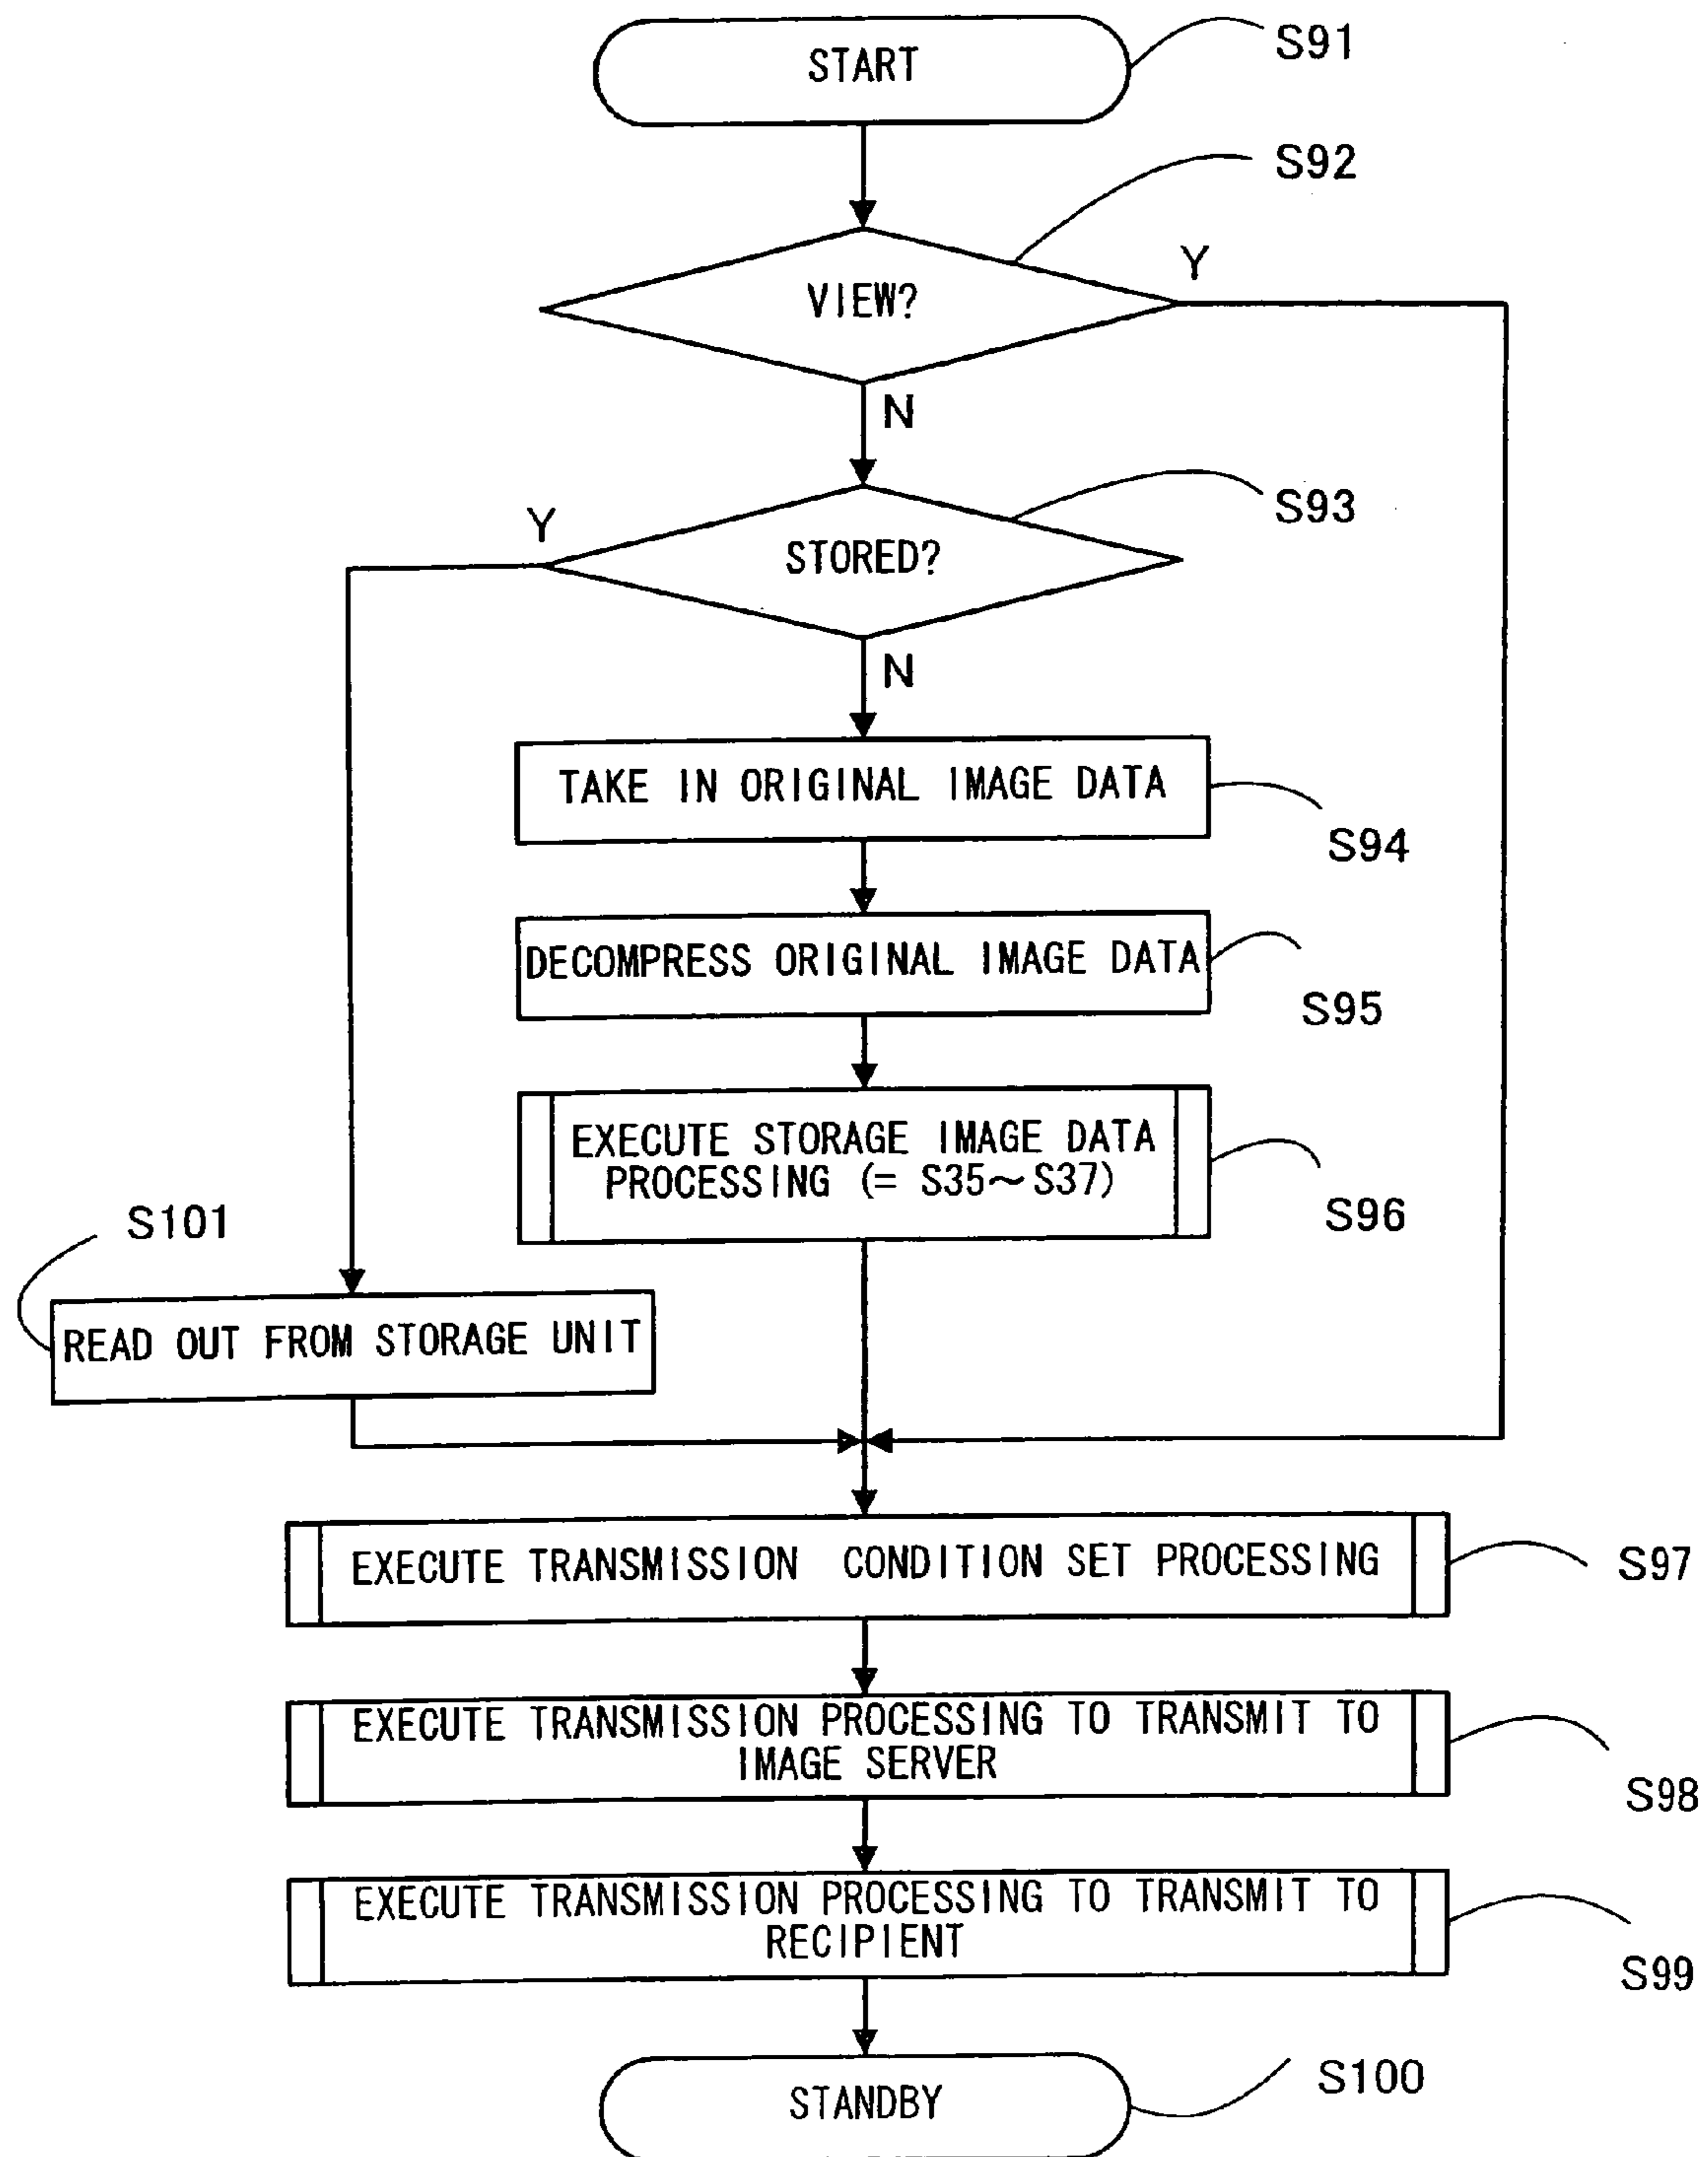 START
S91
S92
VIEW?
Y
N
S93
Y
STORED?
N
TAKE IN ORIGINAL IMAGE DATA
S94
DECOMPRESS ORIGINAL IMAGE DATA
S95
EXECUTE STORAGE IMAGE DATA
PROCESSING (= S35～S37)
S96
S101
READ OUT FROM STORAGE UNIT
EXECUTE TRANSMISSION CONDITION SET PROCESSING
S97
EXECUTE TRANSMISSION PROCESSING TO TRANSMIT TO
IMAGE SERVER
S98
EXECUTE TRANSMISSION PROCESSING TO TRANSMIT TO
RECIPIENT
S99
STANDBY
S100